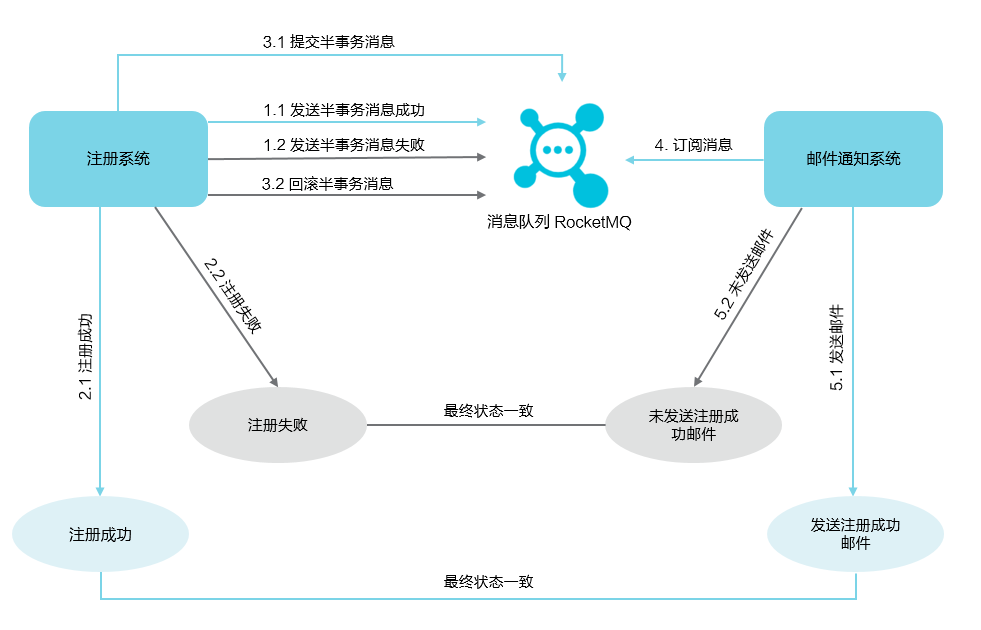 3.1 提交半事务消息
1.1 发送半事务消息成功
1.2 发送半事务消息失败
3.2 回滚半事务消息
注册系统
4. 订阅消息
邮件通知系统
消息队列 RocketMQ
2.2 注册失败
5.2 未发送邮件
2.1 注册成功
5.1 发送邮件
注册失败
最终状态一致
未发送注册成
功邮件
注册成功
发送注册成功
邮件
最终状态一致